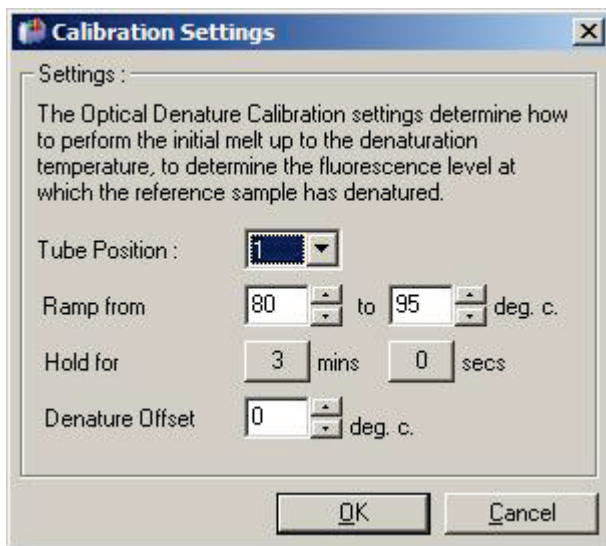 Calibration Settings
Settings :
The Optical Denature Calibration settings determine how
to perform the initial melt up to the denaturation
temperature, to determine the fluorescence level at
which the reference sample has denatured.
Tube Position : 1
Ramp from 80 to 95 deg. c.
Hold for 3 mins 0 secs
Denature Offset 0 deg. c.
OK Cancel